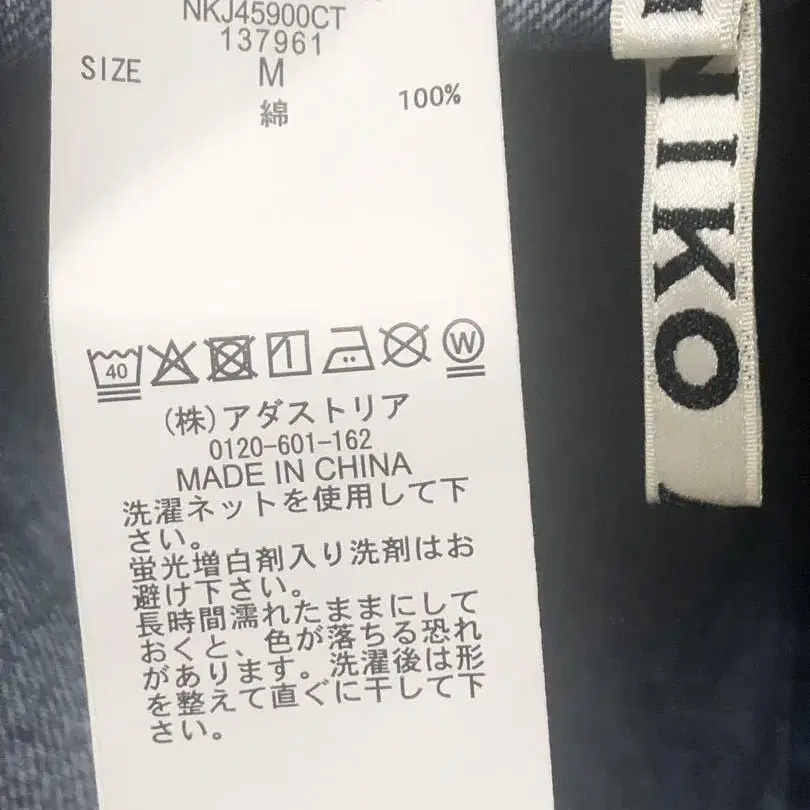 NKJ45900CT
137961
SIZE M
綿 100%
40
W
(株)アダストリア
0120-601-162
MADE IN CHINA
洗濯ネットを使用して下
さい。
蛍光増白剤入り洗剤はお
避け下さい。
長時間濡れたままにして
おくと、色が落ちる恐れ
があります。洗濯後は形
を整えて直ぐに干して下
さい。
NIKO